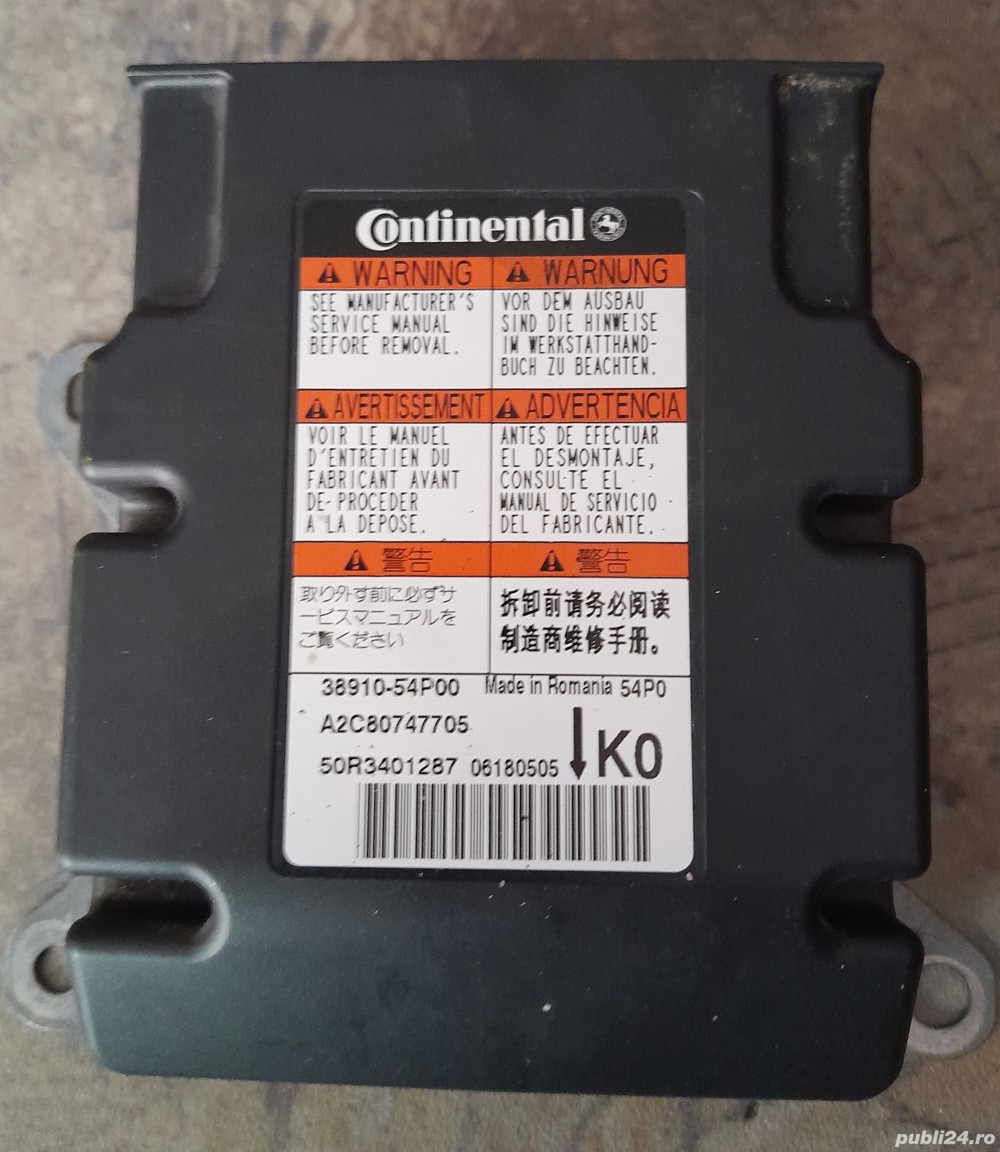 Continental
WARNING
SEE MANUFACTURER'S
SERVICE MANUAL
BEFORE REMOVAL.
WARNUNG
VOR DEM AUSBAU
SIND DIE HINWEISE
IM WERKSTATTHAND-
BUCH ZU BEACHTEN.
AVERTISSEMENT
VOIR LE MANUEL
D'ENTRETIEN DU
FABRICANT AVANT
DE-PROCEDER
A LA DEPOSE.
ADVERTENCIA
ANTES DE EFECTUAR
EL DESMONTAJE,
CONSULTE EL
MANUAL DE SERVICIO
DEL FABRICANTE.
警告
取り外す前に必ずサ
ービスマニュアルを
ご覧ください
警告
拆卸前请务必阅读
制造商维修手册。
38910-54P00 Made in Romania 54P0
A2C80747705
50R3401287 06180505 K0
publi24.ro